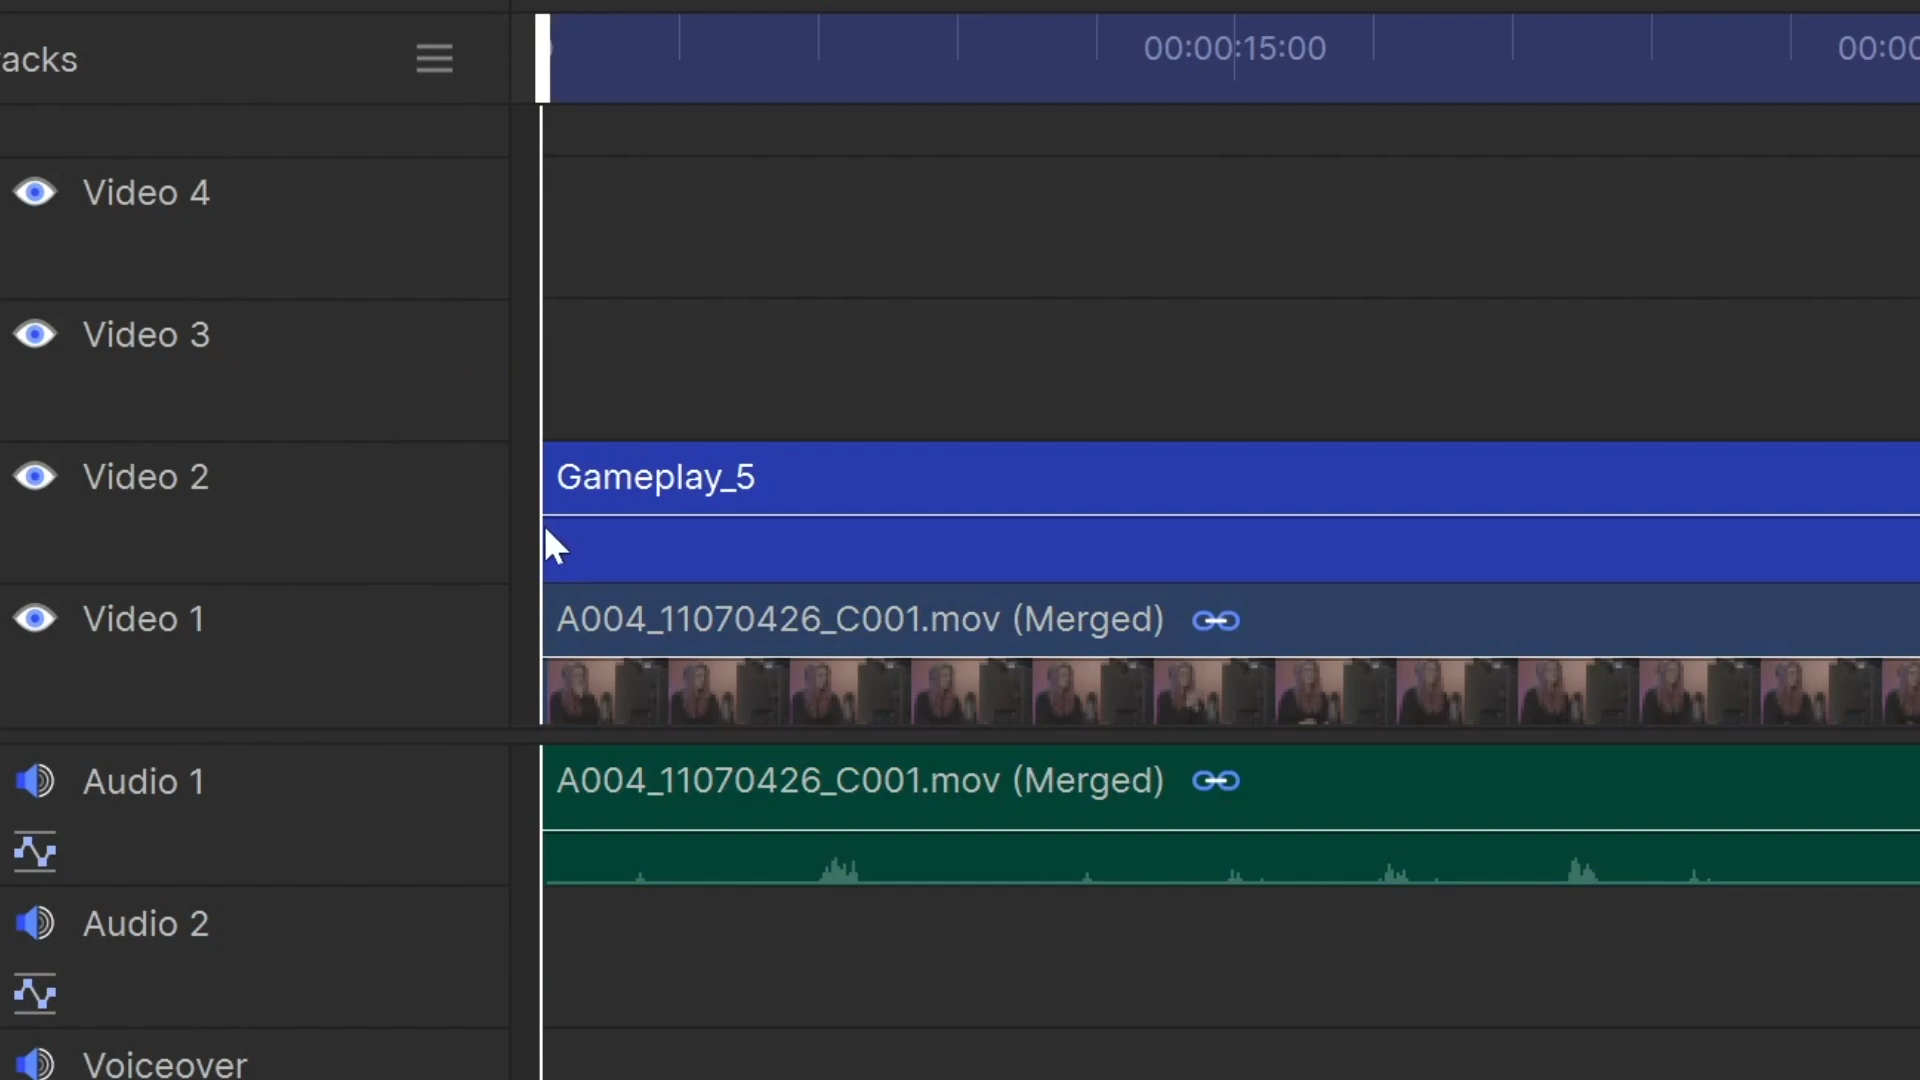 acks
00:00:15:00
00:00
Video 4
Video 3
Video 2
Gameplay_5
Video 1
A004_11070426_C001.mov (Merged)
Audio 1
A004_11070426_C001.mov (Merged)
Audio 2
Voiceover